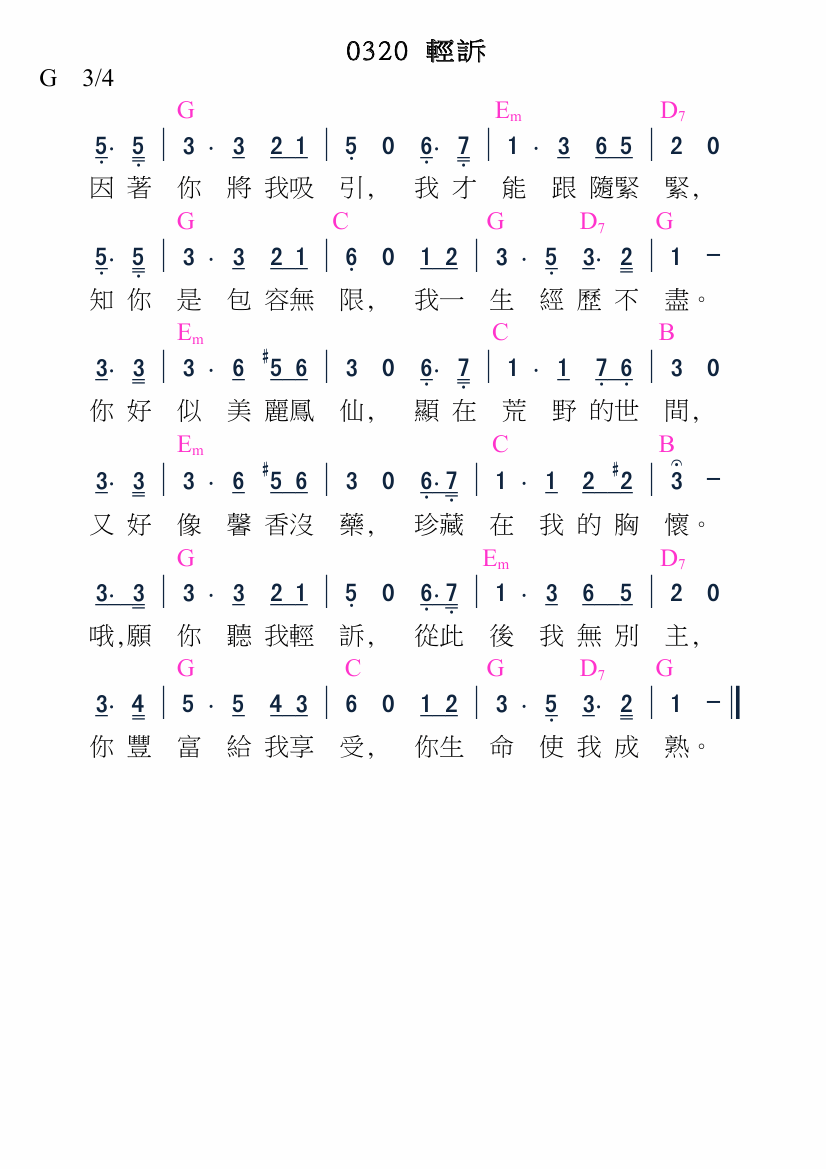 0320 輕訴
G 3/4
G Em D7
5· 5 | 3 · 3 2 1 | 5 0 6· 7 | 1 · 3 6 5 | 2 0
因著你將我吸引，我才能跟隨緊緊，
G C G D7 G
5· 5 | 3 · 3 2 1 | 6 0 1 2 | 3 · 5 3· 2 | 1 －
知你是包容無限，我一生經歷不盡。
Em C B
3· 3 | 3 · 6 #5 6 | 3 0 6· 7 | 1 · 1 7 6 | 3 0
你好似美麗鳳仙，顯在荒野的世間，
Em C B
3· 3 | 3 · 6 #5 6 | 3 0 6· 7 | 1 · 1 2 #2 | 3 －
又好像馨香沒藥，珍藏在我的胸懷。
G Em D7
3· 3 | 3 · 3 2 1 | 5 0 6· 7 | 1 · 3 6 5 | 2 0
哦，願你聽我輕訴，從此後我無別主，
G C G D7 G
3· 4 | 5 · 5 4 3 | 6 0 1 2 | 3 · 5 3· 2 | 1 － ‖
你豐富給我享受，你生命使我成熟。